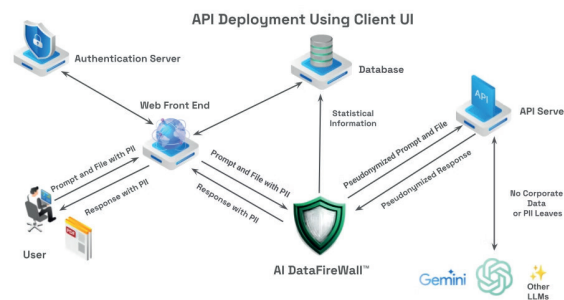 API Deployment Using Client UI
Authentication Server
Database
Web Front End
Statistical
Information
API
API Serve
Prompt and File with PII
Response with PII
Prompt and File with PII
Response with PII
Pseudonymized Prompt and File
Pseudonymized Response
No Corporate
Data
or PII Leaves
PDF
User
AI DataFireWall™
Gemini
Other
LLMs